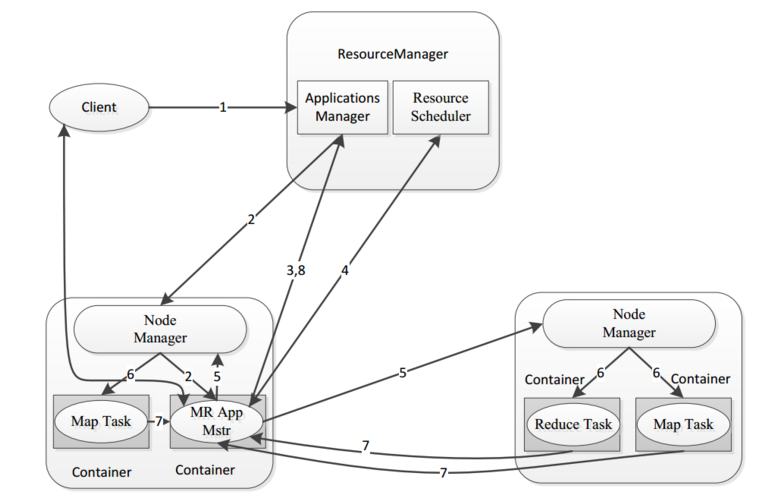 ResourceManager
Applications
Manager
Resource
Scheduler
Client
1
2
3,8
4
Node
Manager
Node
Manager
5
6
2
5
6
6
Container
Container
Map Task
7
MR App
Mstr
Reduce Task
Map Task
7
7
Container
Container